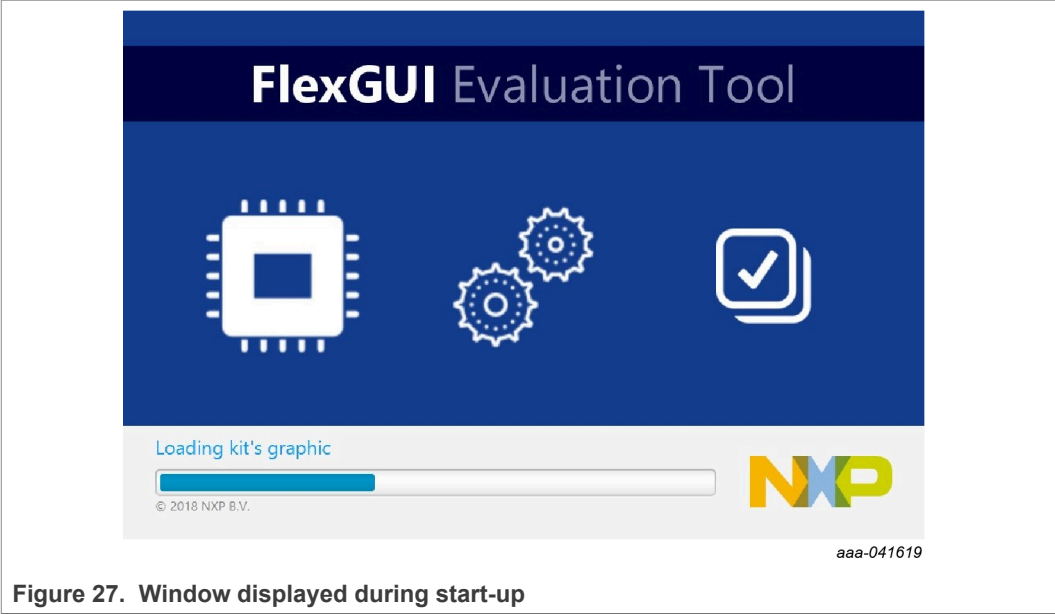 FlexGUI Evaluation Tool
Loading kit's graphic
NXP
© 2018 NXP B.V.
aaa-041619
Figure 27. Window displayed during start-up